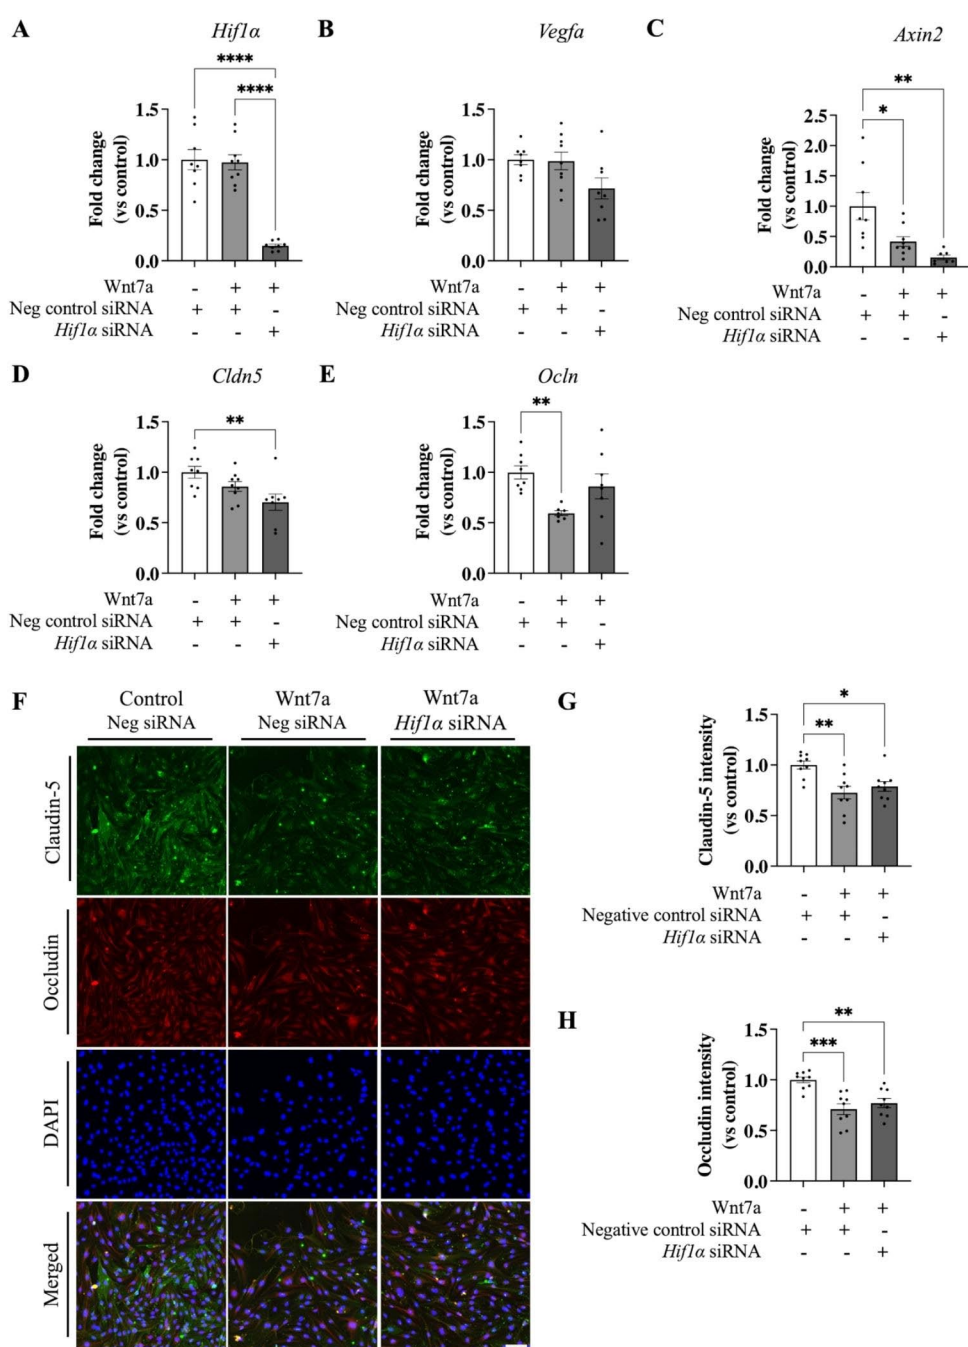 A
Hif1α
****
****
Fold change
(vs control)
1.5
1.0
0.5
0.0
Wnt7a - + +
Neg control siRNA + + -
Hif1α siRNA - - +
B
Vegfa
Fold change
(vs control)
1.5
1.0
0.5
0.0
Wnt7a - + +
Neg control siRNA + + -
Hif1α siRNA - - +
C
Axin2
**
*
Fold change
(vs control)
2.5
2.0
1.5
1.0
0.5
0.0
Wnt7a - + +
Neg control siRNA + + -
Hif1α siRNA - - +
D
Cldn5
**
Fold change
(vs control)
1.5
1.0
0.5
0.0
Wnt7a - + +
Neg control siRNA + + -
Hif1α siRNA - - +
E
Ocln
**
Fold change
(vs control)
1.5
1.0
0.5
0.0
Wnt7a - + +
Neg control siRNA + + -
Hif1α siRNA - - +
F
Control
Neg siRNA
Wnt7a
Neg siRNA
Wnt7a
Hif1α siRNA
Claudin-5
Occludin
DAPI
Merged
G
*
**
Claudin-5 intensity
(vs control)
1.5
1.0
0.5
0.0
Wnt7a - + +
Negative control siRNA + + -
Hif1α siRNA - - +
H
**
***
Occludin intensity
(vs control)
1.5
1.0
0.5
0.0
Wnt7a - + +
Negative control siRNA + + -
Hif1α siRNA - - +